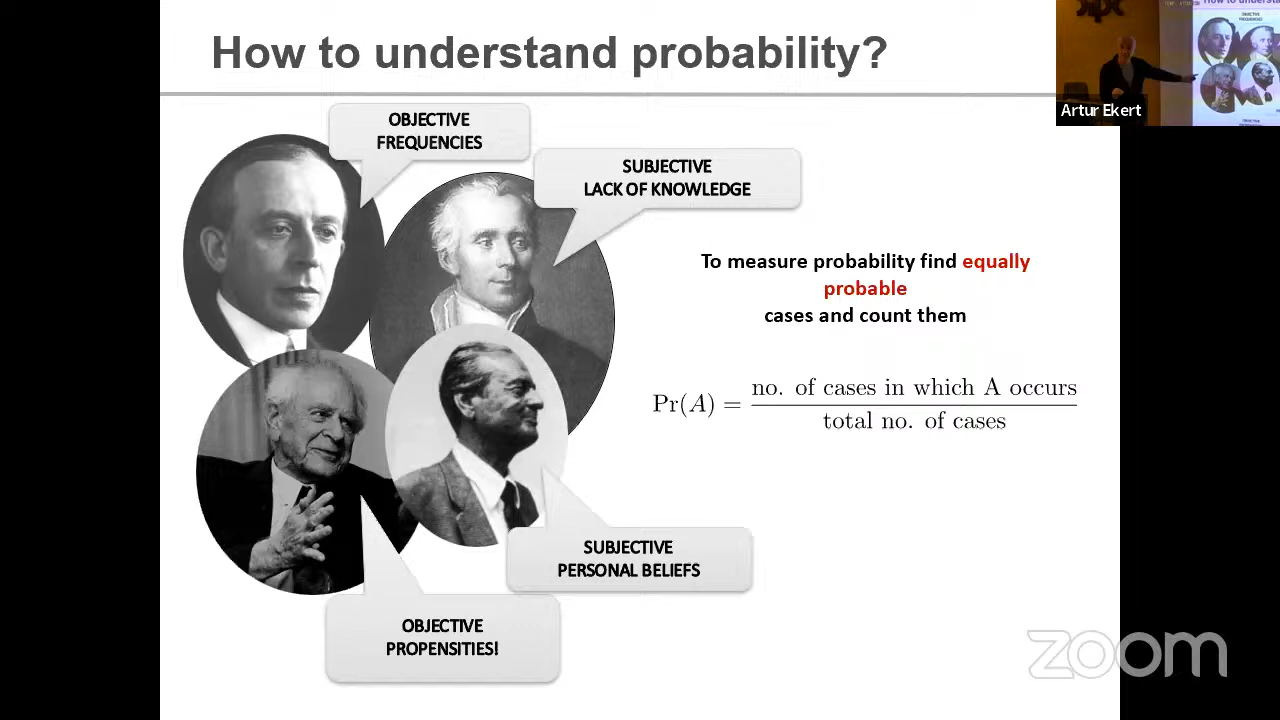 How to understand probability?
OBJECTIVE
FREQUENCIES
SUBJECTIVE
LACK OF KNOWLEDGE
To measure probability find equally
probable
cases and count them
Pr(A) = no. of cases in which A occurs
total no. of cases
SUBJECTIVE
PERSONAL BELIEFS
OBJECTIVE
PROPENSITIES!
Artur Ekert
zoom